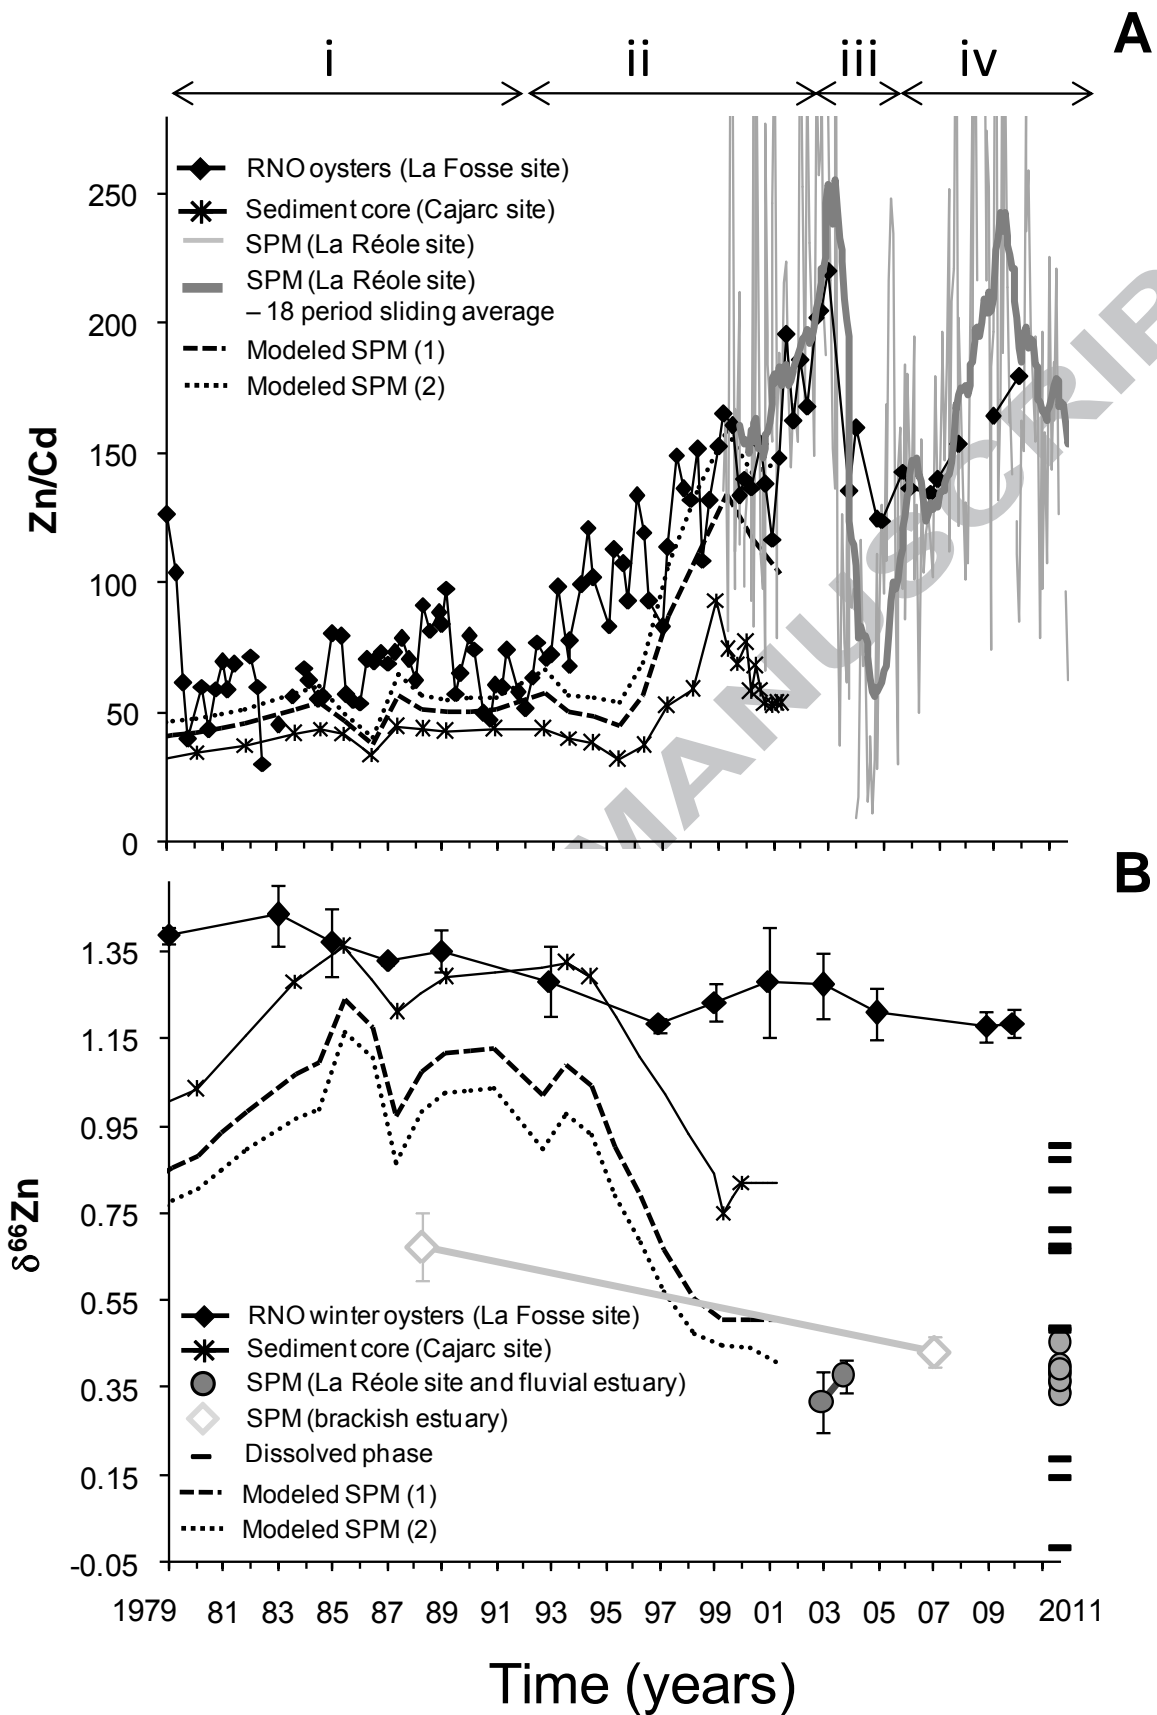 A
i ii iii iv
RNO oysters (La Fosse site)
Sediment core (Cajarc site)
SPM (La Réole site)
SPM (La Réole site)
– 18 period sliding average
Modeled SPM (1)
Modeled SPM (2)
250
200
150
100
50
0
Zn/Cd
MANUSCRIP
B
1.35
1.15
0.95
0.75
0.55
0.35
0.15
-0.05
δ66Zn
RNO winter oysters (La Fosse site)
Sediment core (Cajarc site)
SPM (La Réole site and fluvial estuary)
SPM (brackish estuary)
Dissolved phase
Modeled SPM (1)
Modeled SPM (2)
1979 81 83 85 87 89 91 93 95 97 99 01 03 05 07 09 2011
Time (years)